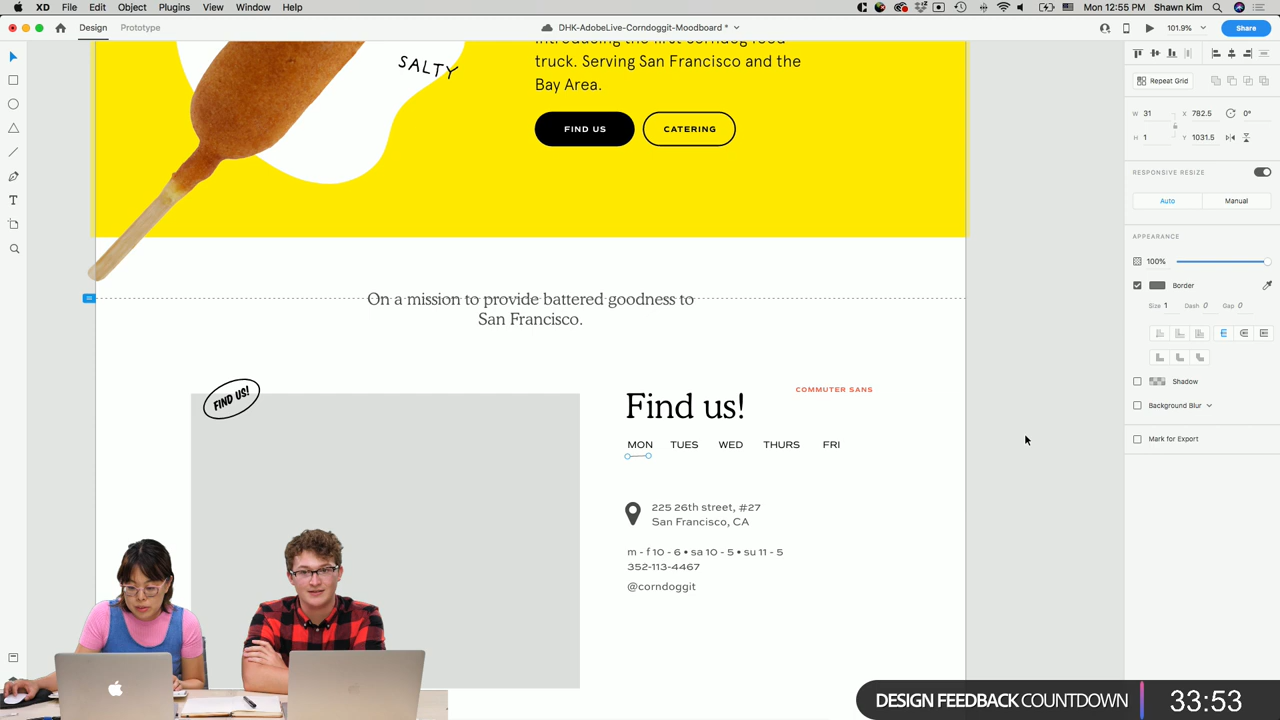 XD File Edit Object Plugins View Window Help
Mon 12:55 PM Shawn Kim
Design Prototype
DHK-AdobeLive-Corndoggit-Moodboard *
101.9%
Share
truck. Serving San Francisco and the
Bay Area.
SALTY
FIND US
CATERING
On a mission to provide battered goodness to
San Francisco.
FIND US!
COMMUTER SANS
Find us!
MON TUES WED THURS FRI
225 26th street, #27
San Francisco, CA
m - f 10 - 6 • sa 10 - 5 • su 11 - 5
352-113-4467
@corndoggit
Repeat Grid
W 31 X 782.5 0°
H 1 Y 1031.5
RESPONSIVE RESIZE
Auto Manual
APPEARANCE
100%
Border
Size 1 Dash 0 Gap 0
Shadow
Background Blur
Mark for Export
DESIGN FEEDBACK COUNTDOWN 33:53